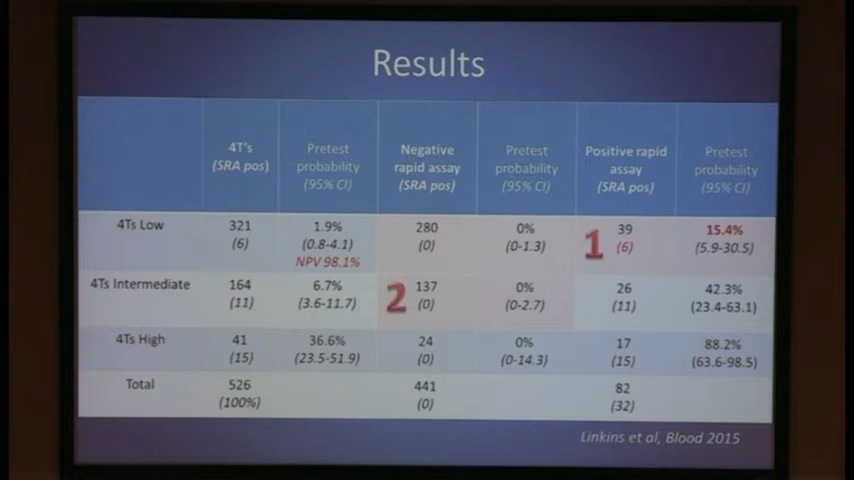 Results
4T's (SRA pos) Pretest probability (95% CI) Negative rapid assay (SRA pos) Pretest probability (95% CI) Positive rapid assay (SRA pos) Pretest probability (95% CI)
4Ts Low 321 (6) 1.9% (0.8-4.1) NPV 98.1% 280 (0) 0% (0-1.3) 1 39 (6) 15.4% (5.9-30.5)
4Ts Intermediate 164 (11) 6.7% (3.6-11.7) 2 137 (0) 0% (0-2.7) 26 (11) 42.3% (23.4-63.1)
4Ts High 41 (15) 36.6% (23.5-51.9) 24 (0) 0% (0-14.3) 17 (15) 88.2% (63.6-98.5)
Total 526 (100%) 441 (0) 82 (32)
Linkins et al, Blood 2015